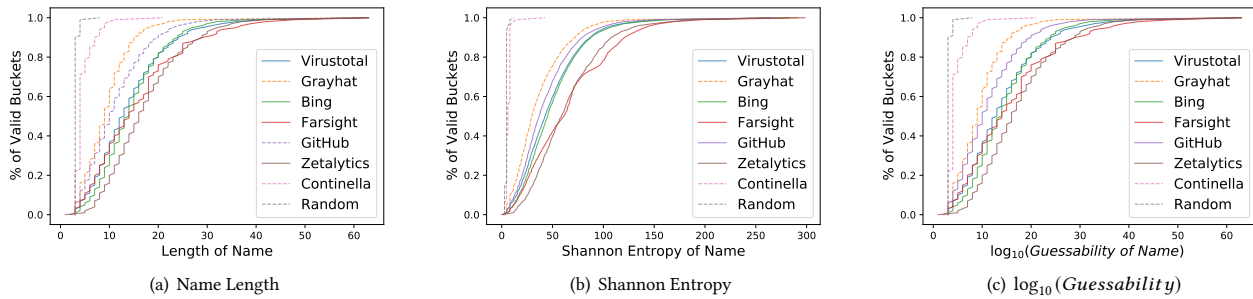 % of Valid Buckets
1.0
0.8
0.6
0.4
0.2
0.0
Virustotal
Grayhat
Bing
Farsight
GitHub
Zetalytics
Continella
Random
0 10 20 30 40 50 60
Length of Name
(a) Name Length
% of Valid Buckets
1.0
0.8
0.6
0.4
0.2
0.0
Virustotal
Grayhat
Bing
Farsight
GitHub
Zetalytics
Continella
Random
0 50 100 150 200 250 300
Shannon Entropy of Name
(b) Shannon Entropy
% of Valid Buckets
1.0
0.8
0.6
0.4
0.2
0.0
Virustotal
Grayhat
Bing
Farsight
GitHub
Zetalytics
Continella
Random
0 10 20 30 40 50 60
log₁₀(Guessability of Name)
(c) log₁₀(Guessability)